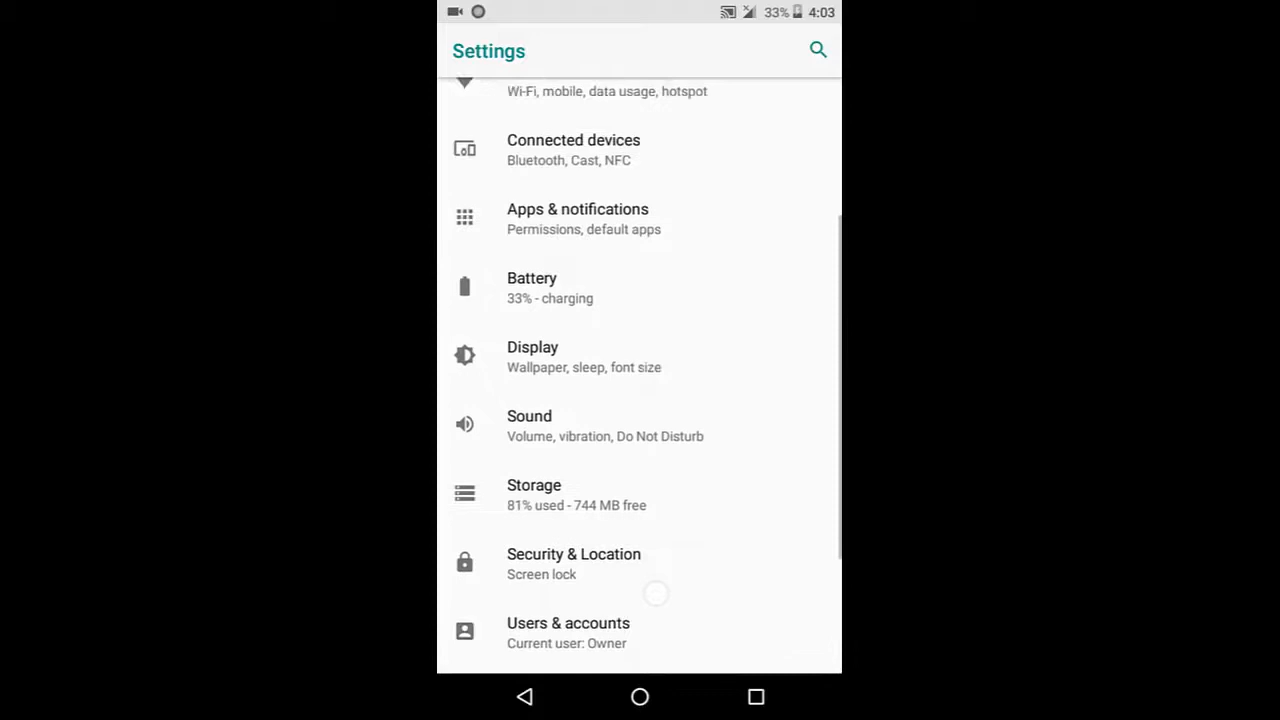 33% 4:03
Settings
Wi-Fi, mobile, data usage, hotspot
Connected devices
Bluetooth, Cast, NFC
Apps & notifications
Permissions, default apps
Battery
33% - charging
Display
Wallpaper, sleep, font size
Sound
Volume, vibration, Do Not Disturb
Storage
81% used - 744 MB free
Security & Location
Screen lock
Users & accounts
Current user: Owner